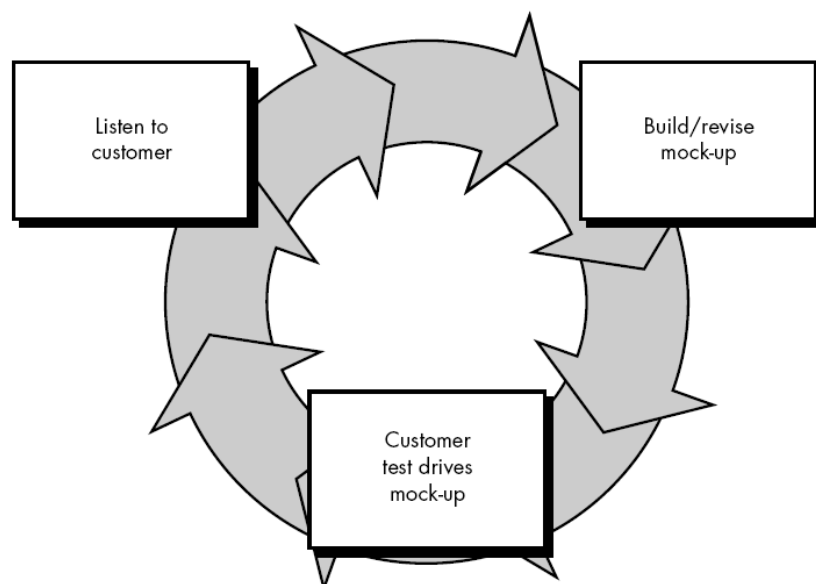 Listen to
customer
Build/revise
mock-up
Customer
test drives
mock-up